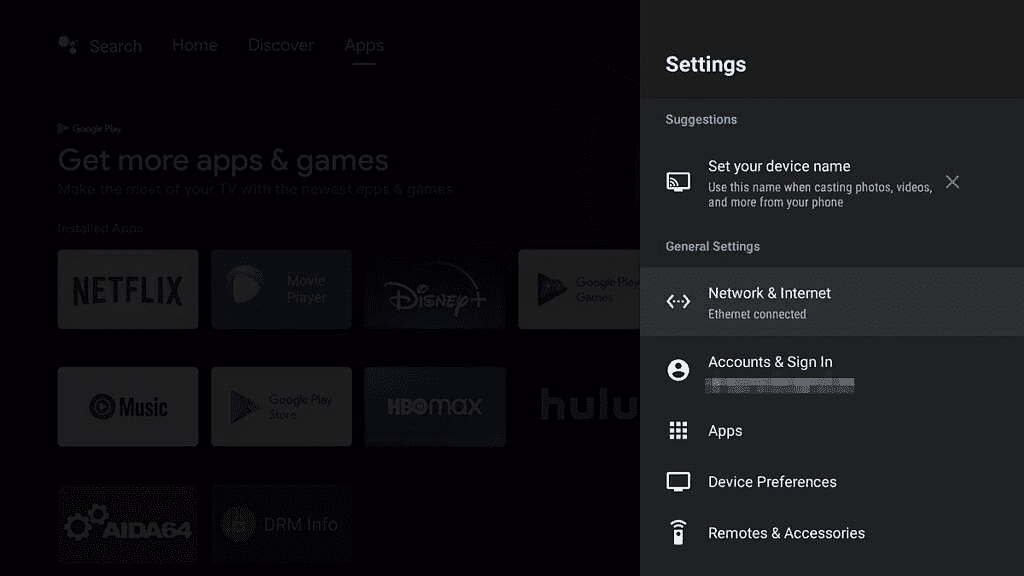 Search Home Discover Apps
Google Play
Get more apps & games
Make the most of your TV with the newest apps & games
Installed Apps
NETFLIX
Movie
Player
Disney+
Google Play
Games
Music
Google Play
Store
HBOMAX
hulu
AIDA64
DRM Info
Settings
Suggestions
Set your device name
Use this name when casting photos, videos,
and more from your phone
General Settings
Network & Internet
Ethernet connected
Accounts & Sign In
Apps
Device Preferences
Remotes & Accessories